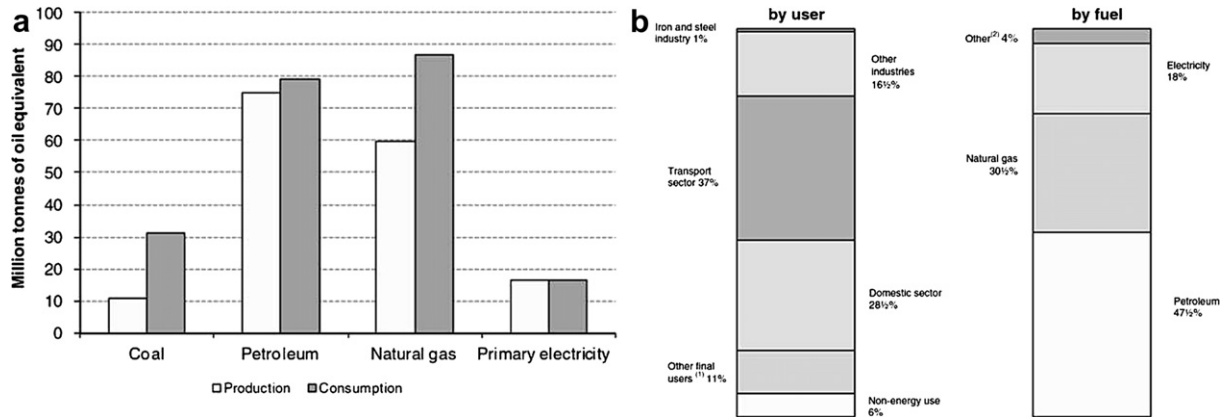 a
Million tonnes of oil equivalent
100
90
80
70
60
50
40
30
20
10
0
Coal
Petroleum
Natural gas
Primary electricity
Production
Consumption
b
by user
Iron and steel
industry 1%
Other
industries
16½%
Transport
sector 37%
Domestic sector
28½%
Other final
users (1) 11%
Non-energy use
6%
by fuel
Other(2) 4%
Electricity
18%
Natural gas
30½%
Petroleum
47½%